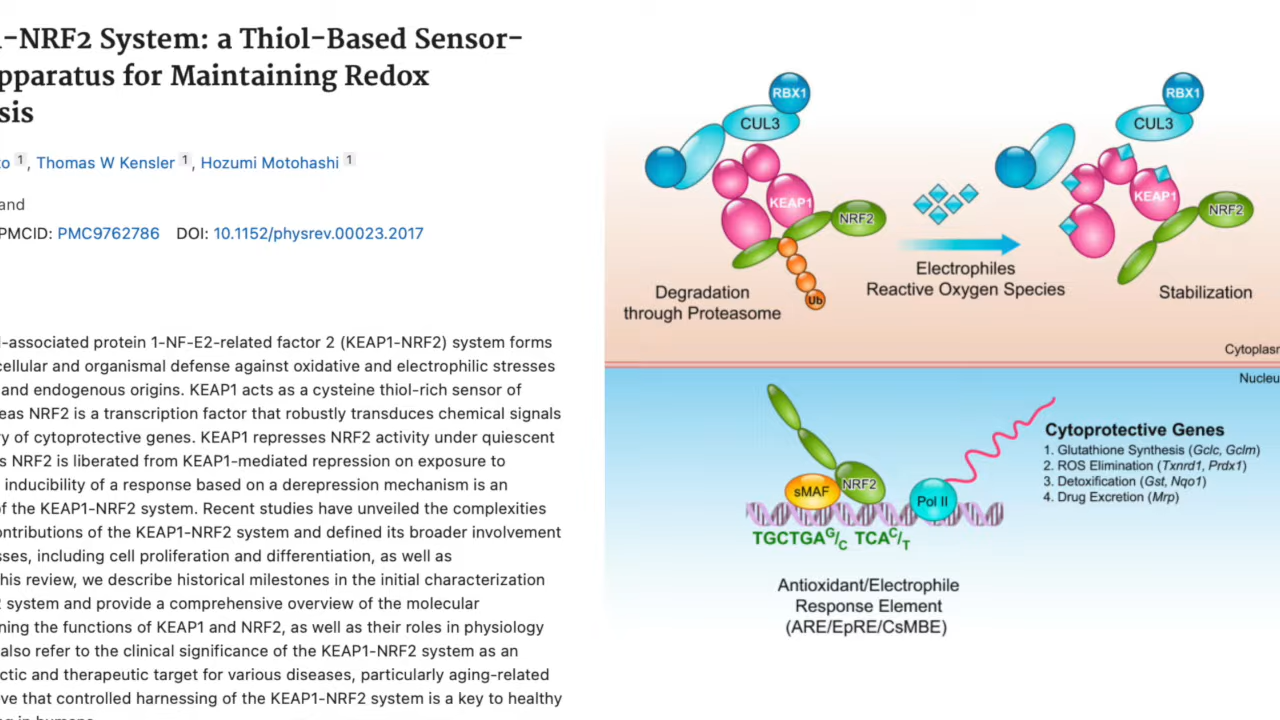 -NRF2 System: a Thiol-Based Sensor-
pparatus for Maintaining Redox
sis
to 1, Thomas W Kensler 1, Hozumi Motohashi 1
and
PMCID: PMC9762786 DOI: 10.1152/physrev.00023.2017
-associated protein 1-NF-E2-related factor 2 (KEAP1-NRF2) system forms
cellular and organismal defense against oxidative and electrophilic stresses
and endogenous origins. KEAP1 acts as a cysteine thiol-rich sensor of
eas NRF2 is a transcription factor that robustly transduces chemical signals
y of cytoprotective genes. KEAP1 represses NRF2 activity under quiescent
s NRF2 is liberated from KEAP1-mediated repression on exposure to
inducibility of a response based on a derepression mechanism is an
of the KEAP1-NRF2 system. Recent studies have unveiled the complexities
ontributions of the KEAP1-NRF2 system and defined its broader involvement
sses, including cell proliferation and differentiation, as well as
his review, we describe historical milestones in the initial characterization
2 system and provide a comprehensive overview of the molecular
ning the functions of KEAP1 and NRF2, as well as their roles in physiology
also refer to the clinical significance of the KEAP1-NRF2 system as an
ctic and therapeutic target for various diseases, particularly aging-related
ve that controlled harnessing of the KEAP1-NRF2 system is a key to healthy
RBX1
CUL3
KEAP1
NRF2
Ub
Degradation
through Proteasome
Electrophiles
Reactive Oxygen Species
RBX1
CUL3
KEAP1
NRF2
Stabilization
Cytoplasm
Nucleu
sMAF
NRF2
Pol II
TGCTGAG/C TCAC/T
Antioxidant/Electrophile
Response Element
(ARE/EpRE/CsMBE)
Cytoprotective Genes
1. Glutathione Synthesis (Gclc, Gclm)
2. ROS Elimination (Txnrd1, Prdx1)
3. Detoxification (Gst, Nqo1)
4. Drug Excretion (Mrp)